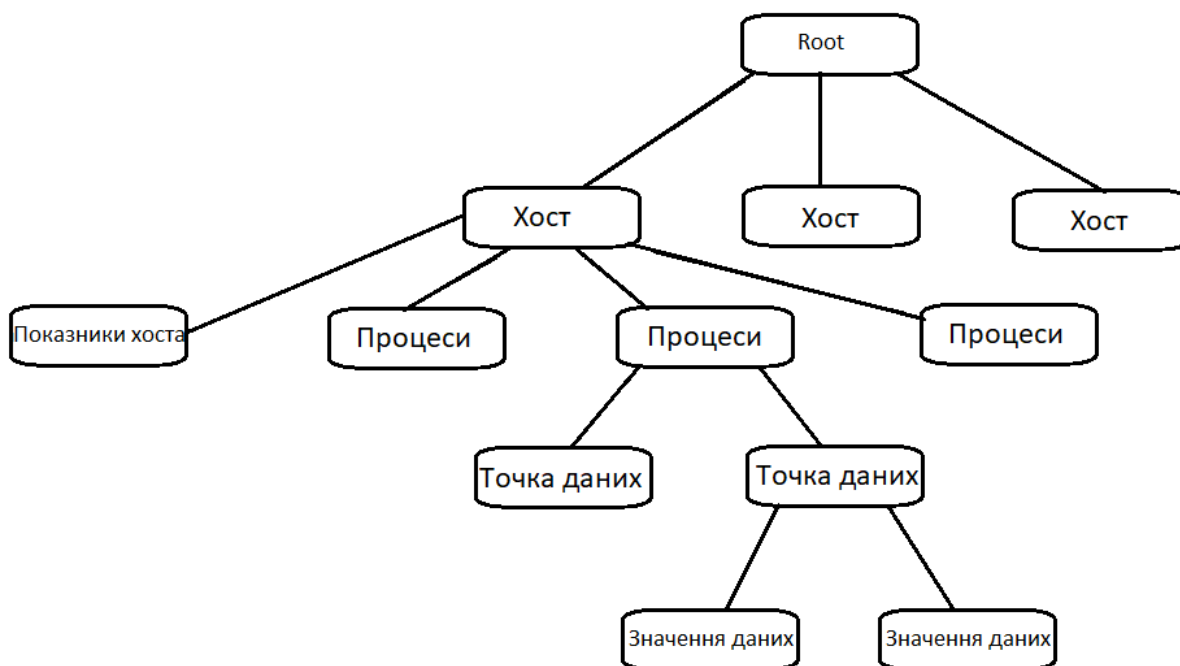 Root
Хост
Хост
Хост
Показники хоста
Процеси
Процеси
Процеси
Точка даних
Точка даних
Значення даних
Значення даних